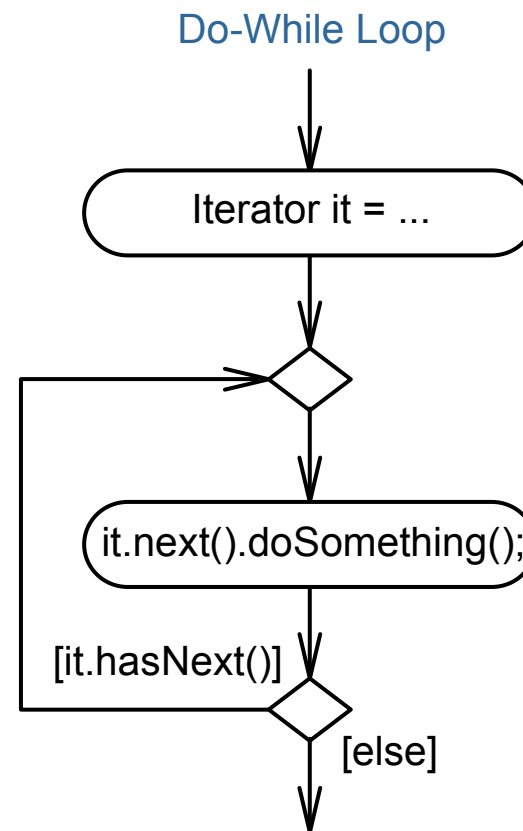 Do-While Loop
Iterator it = ...
it.next().doSomething();
[it.hasNext()]
[else]